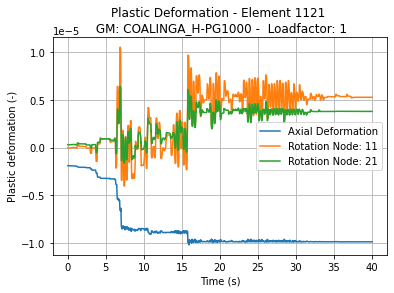 Plastic Deformation - Element 1121
GM: COALINGA_H-PG1000 - Loadfactor: 1
1e-5
1.0
0.5
0.0
−0.5
−1.0
Plastic deformation (-)
Axial Deformation
Rotation Node: 11
Rotation Node: 21
0 5 10 15 20 25 30 35 40
Time (s)